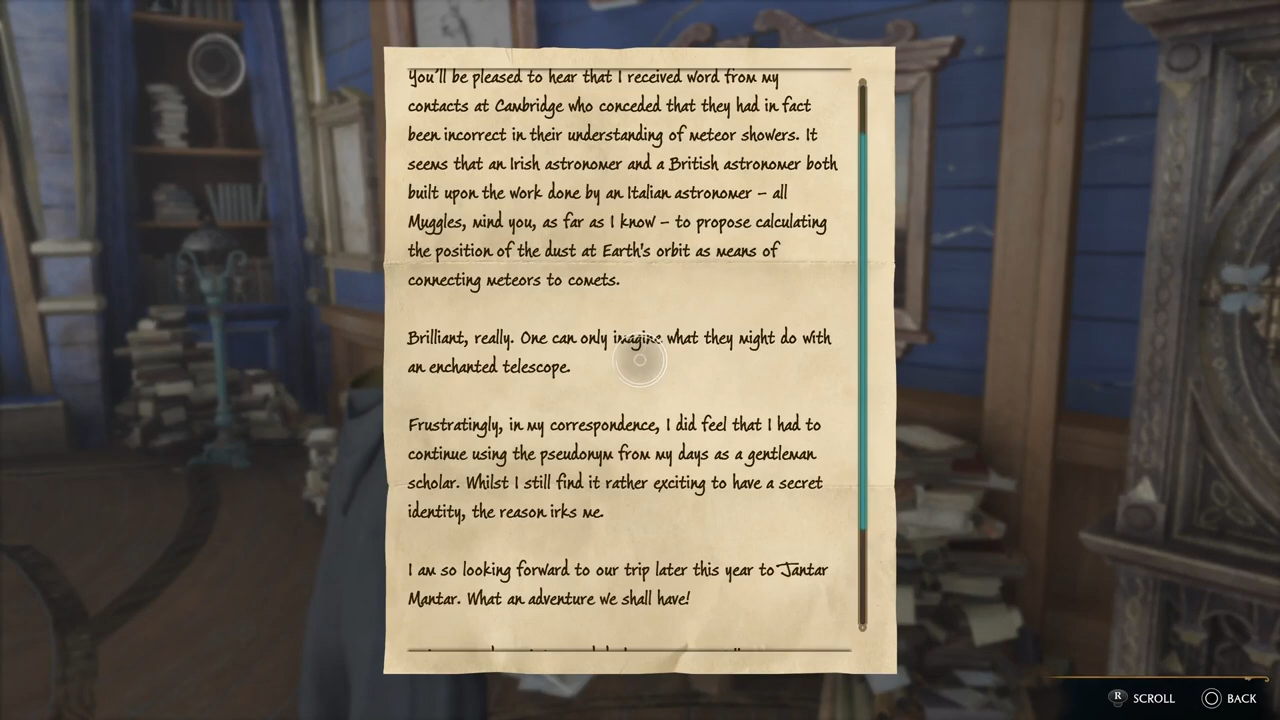 You'll be pleased to hear that I received word from my
contacts at Cambridge who conceded that they had in fact
been incorrect in their understanding of meteor showers. It
seems that an Irish astronomer and a British astronomer both
built upon the work done by an Italian astronomer – all
Muggles, mind you, as far as I know – to propose calculating
the position of the dust at Earth's orbit as means of
connecting meteors to comets.
Brilliant, really. One can only imagine what they might do with
an enchanted telescope.
Frustratingly, in my correspondence, I did feel that I had to
continue using the pseudonym from my days as a gentleman
scholar. Whilst I still find it rather exciting to have a secret
identity, the reason irks me.
I am so looking forward to our trip later this year to Jantar
Mantar. What an adventure we shall have!
R SCROLL
BACK